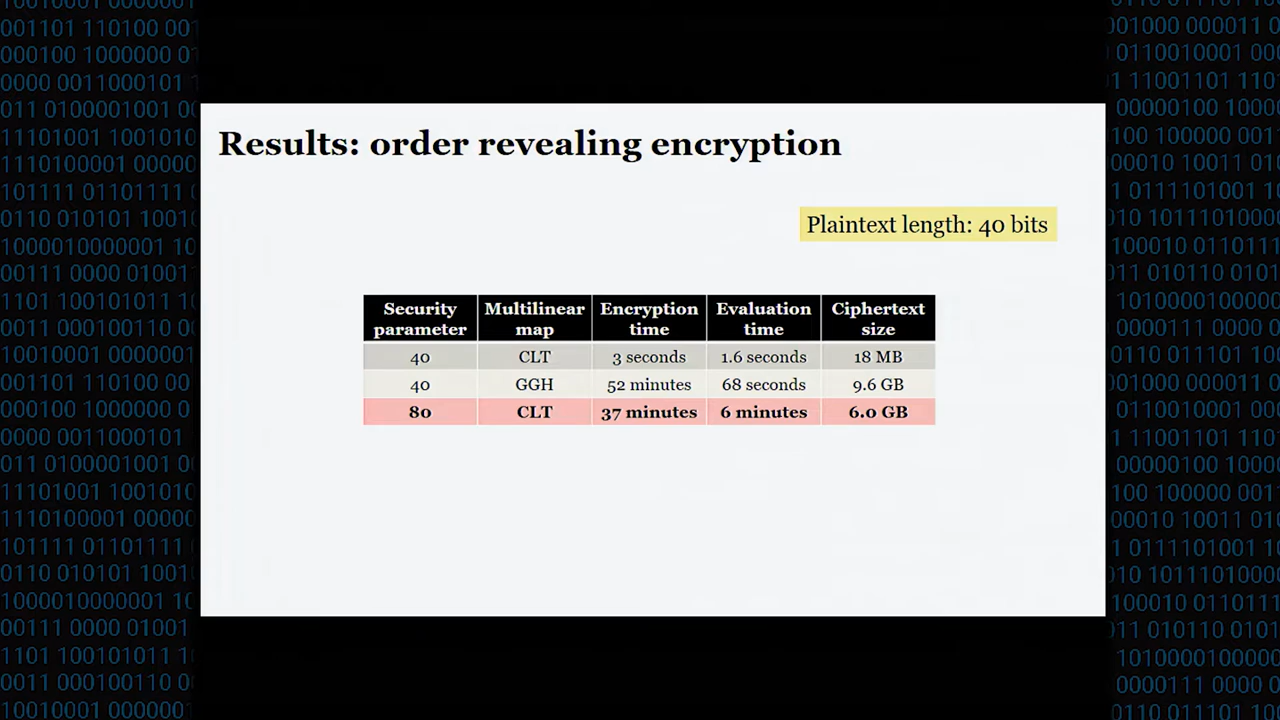 Results: order revealing encryption
Plaintext length: 40 bits
Security parameter Multilinear map Encryption time Evaluation time Ciphertext size
40 CLT 3 seconds 1.6 seconds 18 MB
40 GGH 52 minutes 68 seconds 9.6 GB
80 CLT 37 minutes 6 minutes 6.0 GB